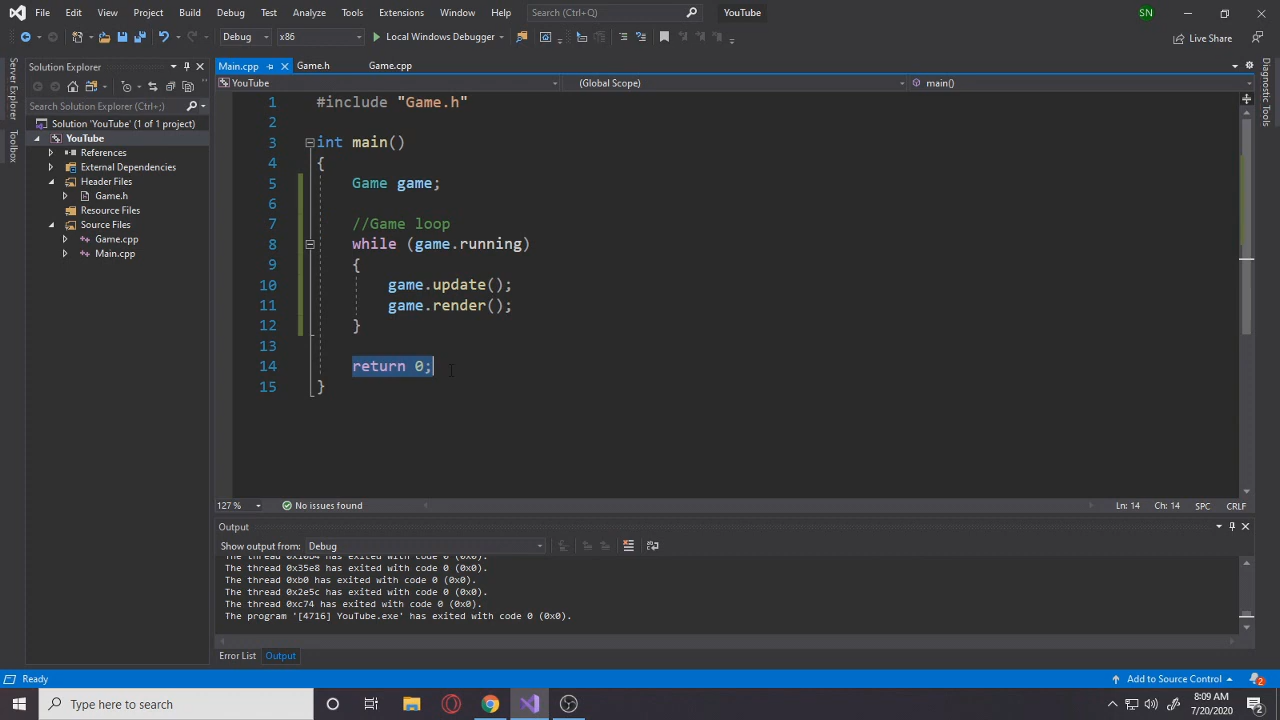 File Edit View Project Build Debug Test Analyze Tools Extensions Window Help Search (Ctrl+Q) YouTube SN
Debug x86 Local Windows Debugger Live Share
Server Explorer
Toolbox
Solution Explorer
Search Solution Explorer (Ctrl+;)
Solution 'YouTube' (1 of 1 project)
YouTube
References
External Dependencies
Header Files
Game.h
Resource Files
Source Files
Game.cpp
Main.cpp
Main.cpp Game.h Game.cpp
YouTube (Global Scope) main()
1 #include "Game.h"
2
3 int main()
4 {
5 Game game;
6
7 //Game loop
8 while (game.running)
9 {
10 game.update();
11 game.render();
12 }
13
14 return 0;
15 }
127 % No issues found Ln: 14 Ch: 14 SPC CRLF
Diagnostic Tools
Output
Show output from: Debug
The thread 0x10b4 has exited with code 0 (0x0).
The thread 0x35e8 has exited with code 0 (0x0).
The thread 0xb0 has exited with code 0 (0x0).
The thread 0x2e5c has exited with code 0 (0x0).
The thread 0xc74 has exited with code 0 (0x0).
The program '[4716] YouTube.exe' has exited with code 0 (0x0).
Error List Output
Ready Add to Source Control 2
Type here to search
8:09 AM
7/20/2020
2